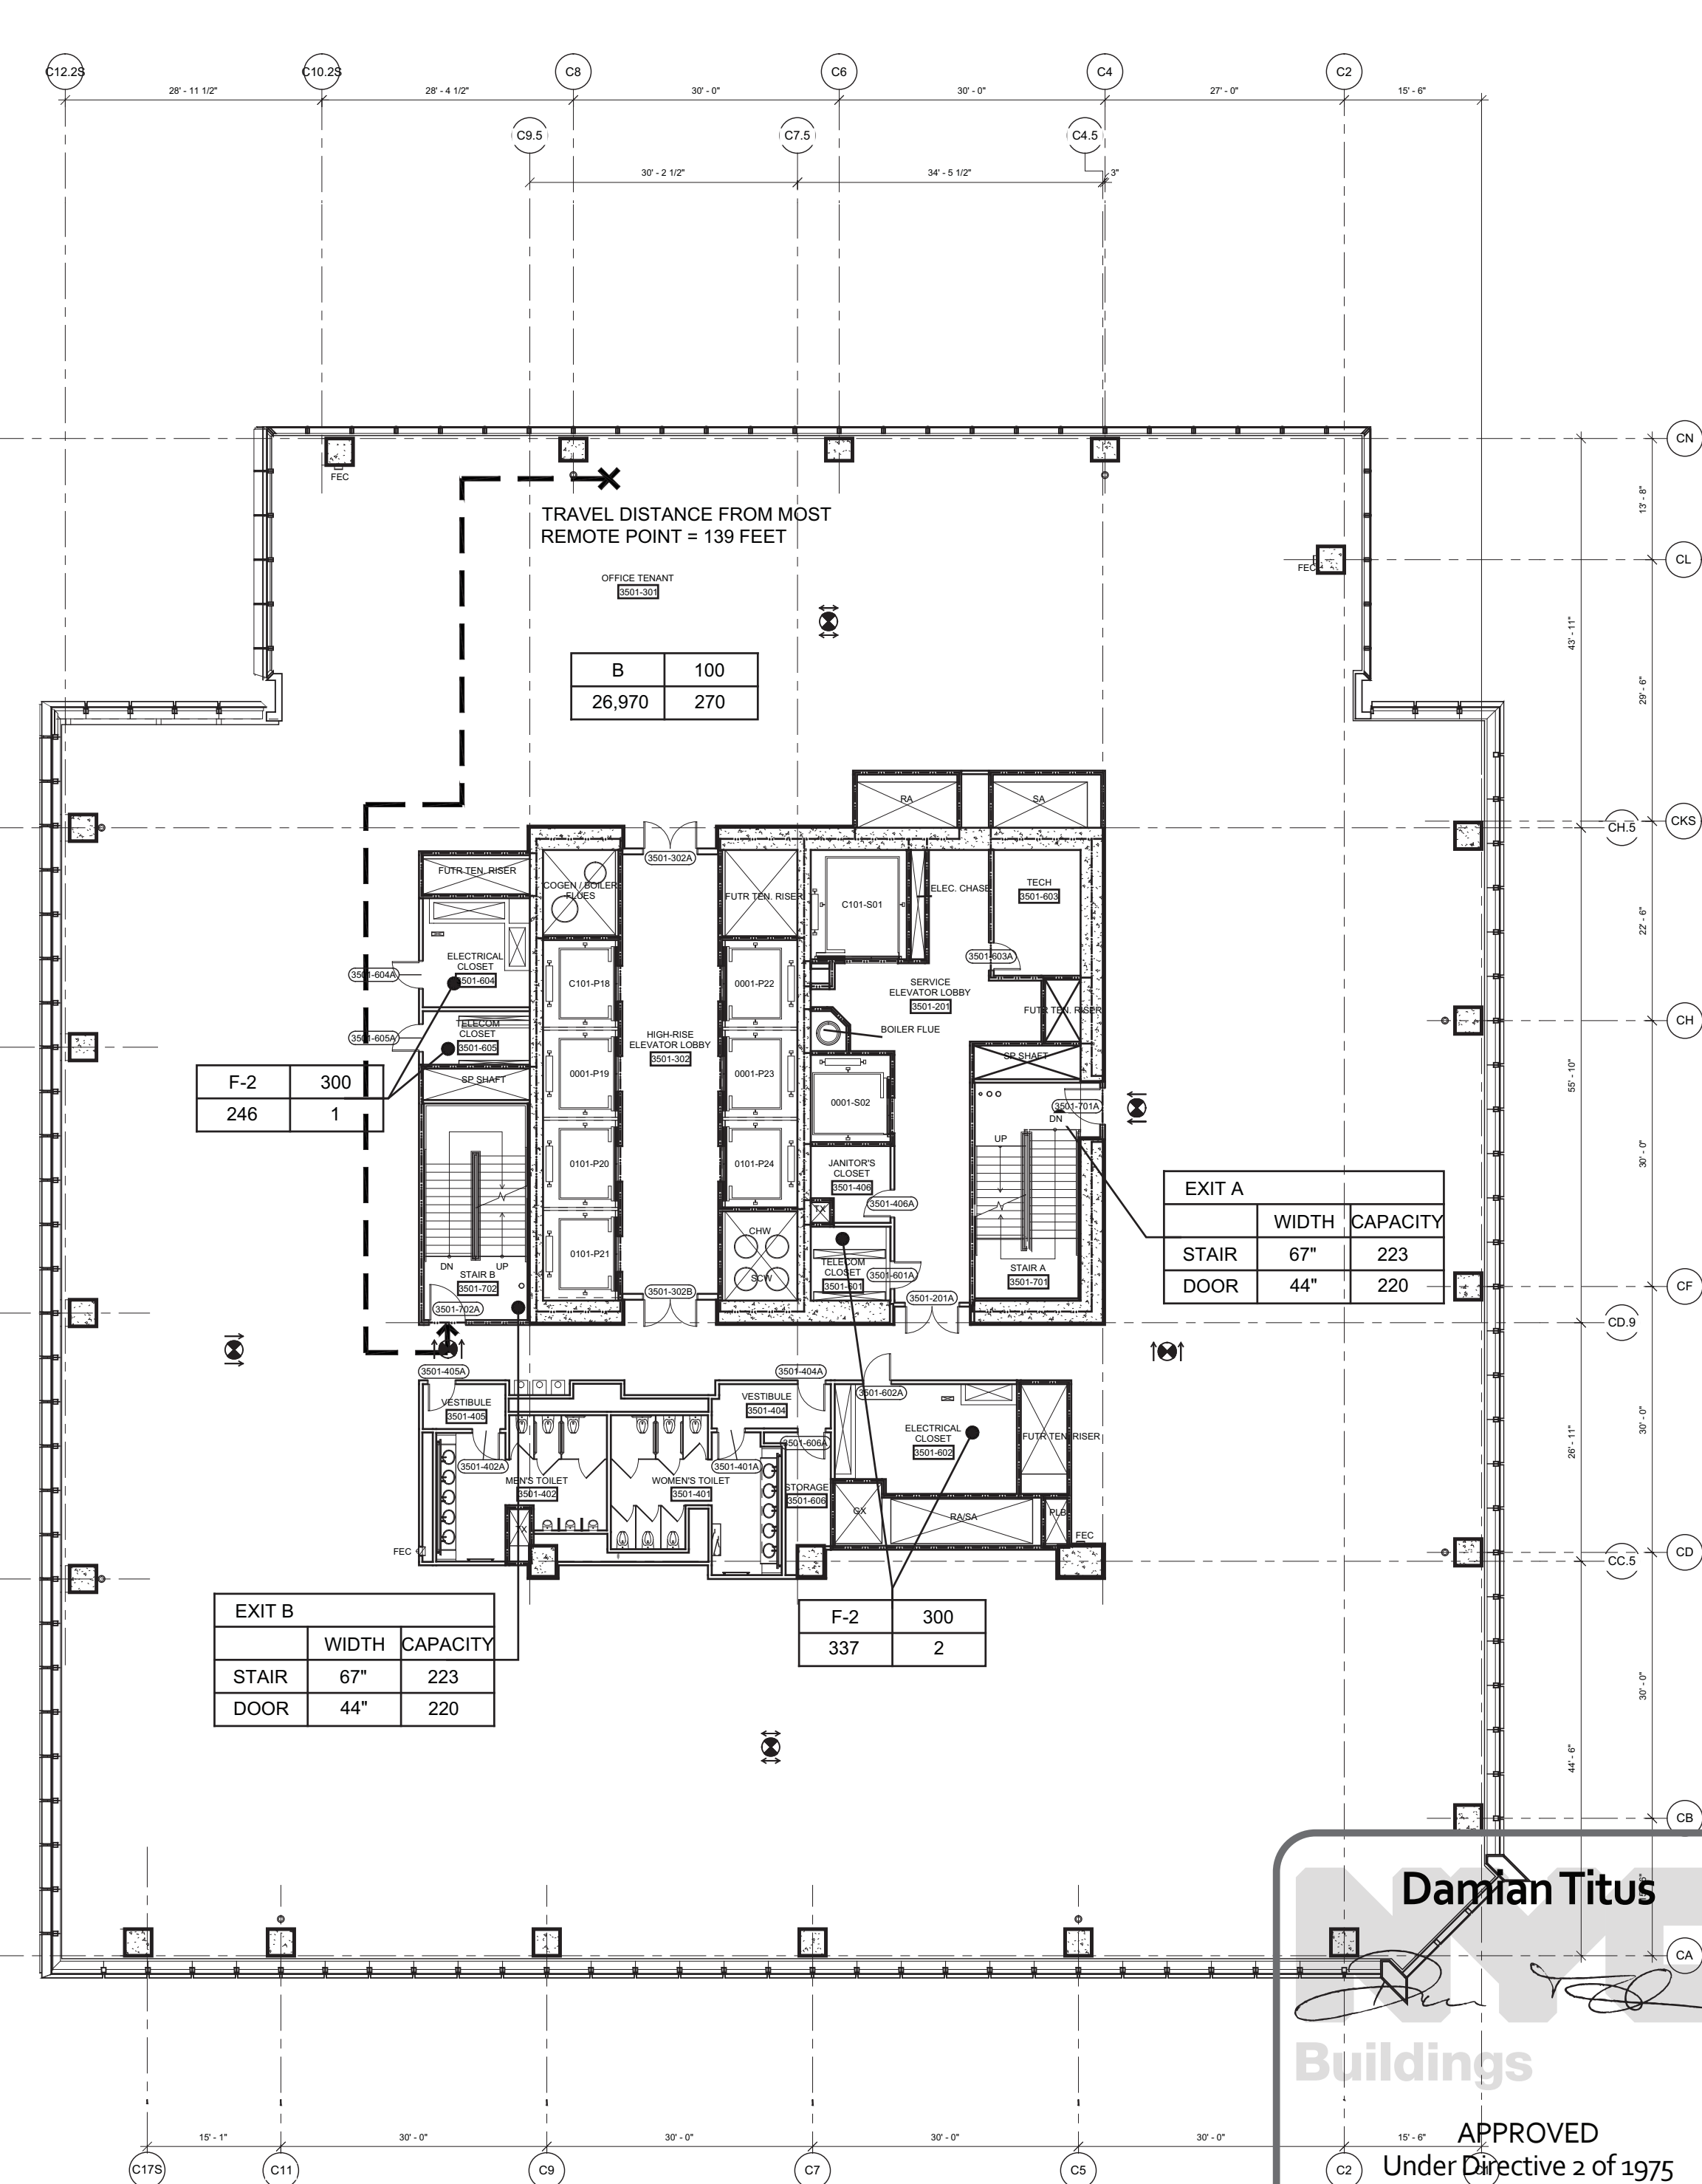 C12.2S
C10.2S
C8
C6
C4
C2
28' - 11 1/2"
28' - 4 1/2"
30' - 0"
30' - 0"
27' - 0"
15' - 6"
C9.5
C7.5
C4.5
30' - 2 1/2"
34' - 5 1/2"
3"
CN
FEC
TRAVEL DISTANCE FROM MOST
REMOTE POINT = 139 FEET
13' - 8"
CL
FEC
OFFICE TENANT
3501-301
43' - 11"
29' - 6"
B 100
26,970 270
RA
SA
CKS
CH.5
3501-302A
FUTR TEN. RISER
COGEN / BOILER
FLUES
FUTR TEN. RISER
C101-S01
ELEC. CHASE
TECH
3501-603
22' - 6"
ELECTRICAL
CLOSET
3501-604
3501-604A
C101-P18
0001-P22
3501-603A
SERVICE
ELEVATOR LOBBY
3501-201
FUTR TEN. RISER
CH
TELECOM
CLOSET
3501-605
3501-605A
HIGH-RISE
ELEVATOR LOBBY
3501-302
BOILER FLUE
SP SHAFT
SP SHAFT
0001-P19
0001-P23
F-2 300
246 1
0001-S02
3501-701A
DN
UP
55' - 10"
30' - 0"
0101-P20
0101-P24
JANITOR'S
CLOSET
3501-406
3501-406A
TX
EXIT A
WIDTH CAPACITY
STAIR 67" 223
DOOR 44" 220
CHW
SCW
0101-P21
DN
UP
STAIR B
3501-702
3501-702A
TELECOM
CLOSET
3501-601
3501-601A
STAIR A
3501-701
3501-302B
3501-201A
CF
CD.9
3501-405A
3501-404A
3501-602A
VESTIBULE
3501-405
VESTIBULE
3501-404
ELECTRICAL
CLOSET
3501-602
FUTR TEN. RISER
3501-606A
3501-402A
3501-401A
MEN'S TOILET
3501-402
WOMEN'S TOILET
3501-401
STORAGE
3501-606
26' - 11"
30' - 0"
TX
GX
RA/SA
PLB
FEC
FEC
CD
CC.5
EXIT B
WIDTH CAPACITY
STAIR 67" 223
DOOR 44" 220
F-2 300
337 2
30' - 0"
44' - 6"
CB
Damian Titus
CA
NYC
Buildings
APPROVED
Under Directive 2 of 1975
15' - 1"
30' - 0"
30' - 0"
30' - 0"
30' - 0"
15' - 6"
C17S
C11
C9
C7
C5
C2